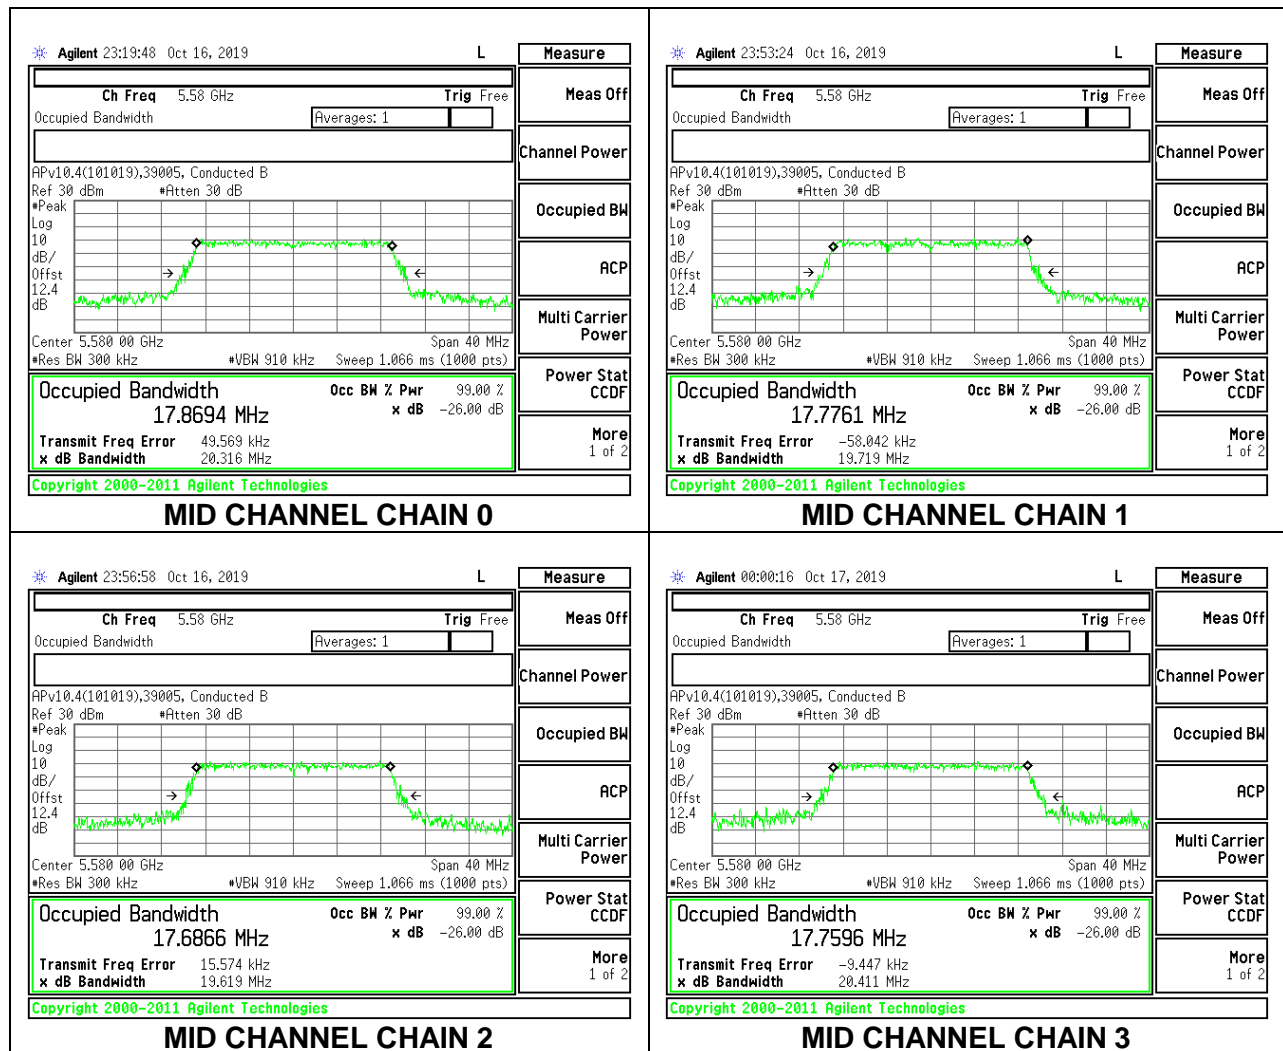 Agilent 23:19:48 Oct 16, 2019 L Measure
Ch Freq 5.58 GHz Trig Free
Occupied Bandwidth Averages: 1
Meas Off
Channel Power
Occupied BW
ACP
Multi Carrier
Power
Power Stat
CCDF
More
1 of 2
APv10.4(101019),39005, Conducted B
Ref 30 dBm #Atten 30 dB
#Peak
Log
10
dB/
Offst
12.4
dB
Center 5.580 00 GHz Span 40 MHz
#Res BW 300 kHz #VBW 910 kHz Sweep 1.066 ms (1000 pts)
Occupied Bandwidth Occ BW % Pwr 99.00 %
17.8694 MHz x dB -26.00 dB
Transmit Freq Error 49.569 kHz
x dB Bandwidth 20.316 MHz
Copyright 2000-2011 Agilent Technologies
MID CHANNEL CHAIN 0
Agilent 23:53:24 Oct 16, 2019 L Measure
Ch Freq 5.58 GHz Trig Free
Occupied Bandwidth Averages: 1
Meas Off
Channel Power
Occupied BW
ACP
Multi Carrier
Power
Power Stat
CCDF
More
1 of 2
APv10.4(101019),39005, Conducted B
Ref 30 dBm #Atten 30 dB
#Peak
Log
10
dB/
Offst
12.4
dB
Center 5.580 00 GHz Span 40 MHz
#Res BW 300 kHz #VBW 910 kHz Sweep 1.066 ms (1000 pts)
Occupied Bandwidth Occ BW % Pwr 99.00 %
17.7761 MHz x dB -26.00 dB
Transmit Freq Error -58.042 kHz
x dB Bandwidth 19.719 MHz
Copyright 2000-2011 Agilent Technologies
MID CHANNEL CHAIN 1
Agilent 23:56:58 Oct 16, 2019 L Measure
Ch Freq 5.58 GHz Trig Free
Occupied Bandwidth Averages: 1
Meas Off
Channel Power
Occupied BW
ACP
Multi Carrier
Power
Power Stat
CCDF
More
1 of 2
APv10.4(101019),39005, Conducted B
Ref 30 dBm #Atten 30 dB
#Peak
Log
10
dB/
Offst
12.4
dB
Center 5.580 00 GHz Span 40 MHz
#Res BW 300 kHz #VBW 910 kHz Sweep 1.066 ms (1000 pts)
Occupied Bandwidth Occ BW % Pwr 99.00 %
17.6866 MHz x dB -26.00 dB
Transmit Freq Error 15.574 kHz
x dB Bandwidth 19.619 MHz
Copyright 2000-2011 Agilent Technologies
MID CHANNEL CHAIN 2
Agilent 00:00:16 Oct 17, 2019 L Measure
Ch Freq 5.58 GHz Trig Free
Occupied Bandwidth Averages: 1
Meas Off
Channel Power
Occupied BW
ACP
Multi Carrier
Power
Power Stat
CCDF
More
1 of 2
APv10.4(101019),39005, Conducted B
Ref 30 dBm #Atten 30 dB
#Peak
Log
10
dB/
Offst
12.4
dB
Center 5.580 00 GHz Span 40 MHz
#Res BW 300 kHz #VBW 910 kHz Sweep 1.066 ms (1000 pts)
Occupied Bandwidth Occ BW % Pwr 99.00 %
17.7596 MHz x dB -26.00 dB
Transmit Freq Error -9.447 kHz
x dB Bandwidth 20.411 MHz
Copyright 2000-2011 Agilent Technologies
MID CHANNEL CHAIN 3